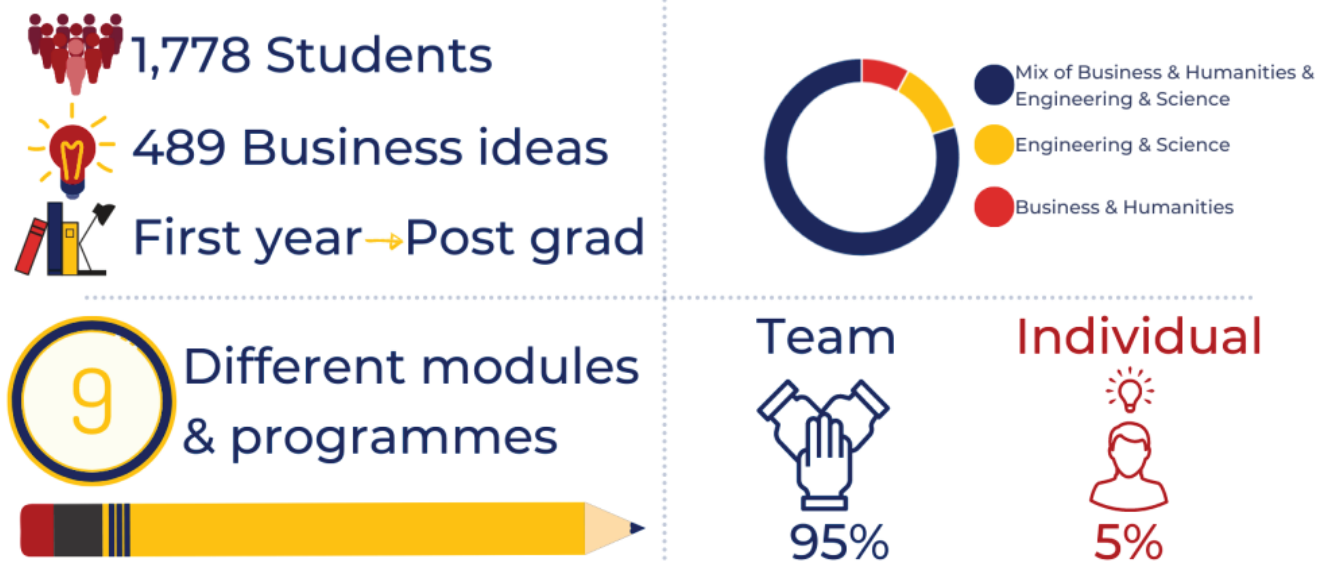 1,778 Students
489 Business ideas
First year→Post grad
Mix of Business & Humanities &
Engineering & Science
Engineering & Science
Business & Humanities
9
Different modules
& programmes
Team
95%
Individual
5%